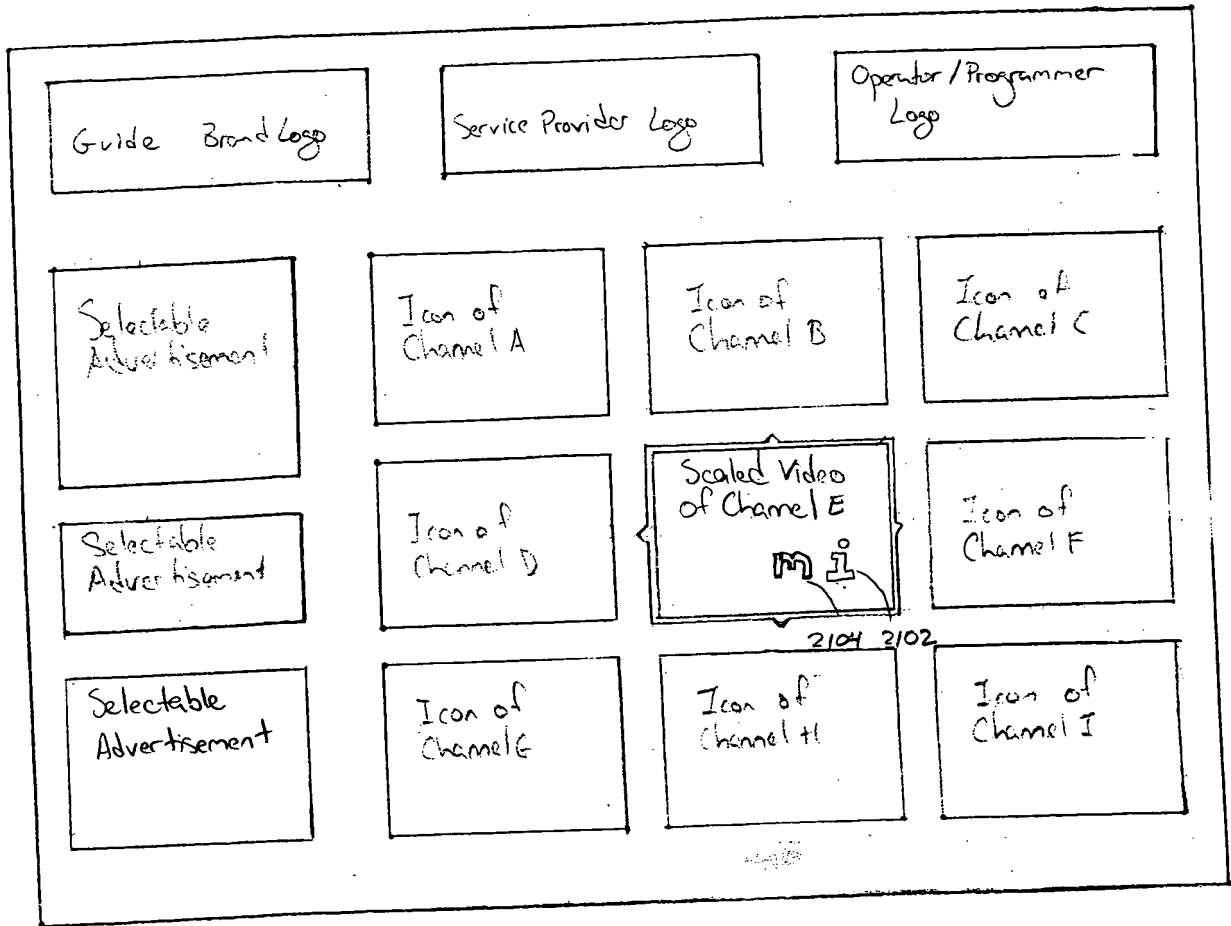 Guide Brand Logo
Service Provider Logo
Operator/Programmer
Logo
Selectable
Advertisement
Icon of
Channel A
Icon of
Channel B
Icon of
Channel C
Selectable
Advertisement
Icon of
Channel D
Scaled Video
of Channel E
m i
2104 2102
Icon of
Channel F
Selectable
Advertisement
Icon of
Channel G
Icon of
Channel H
Icon of
Channel I